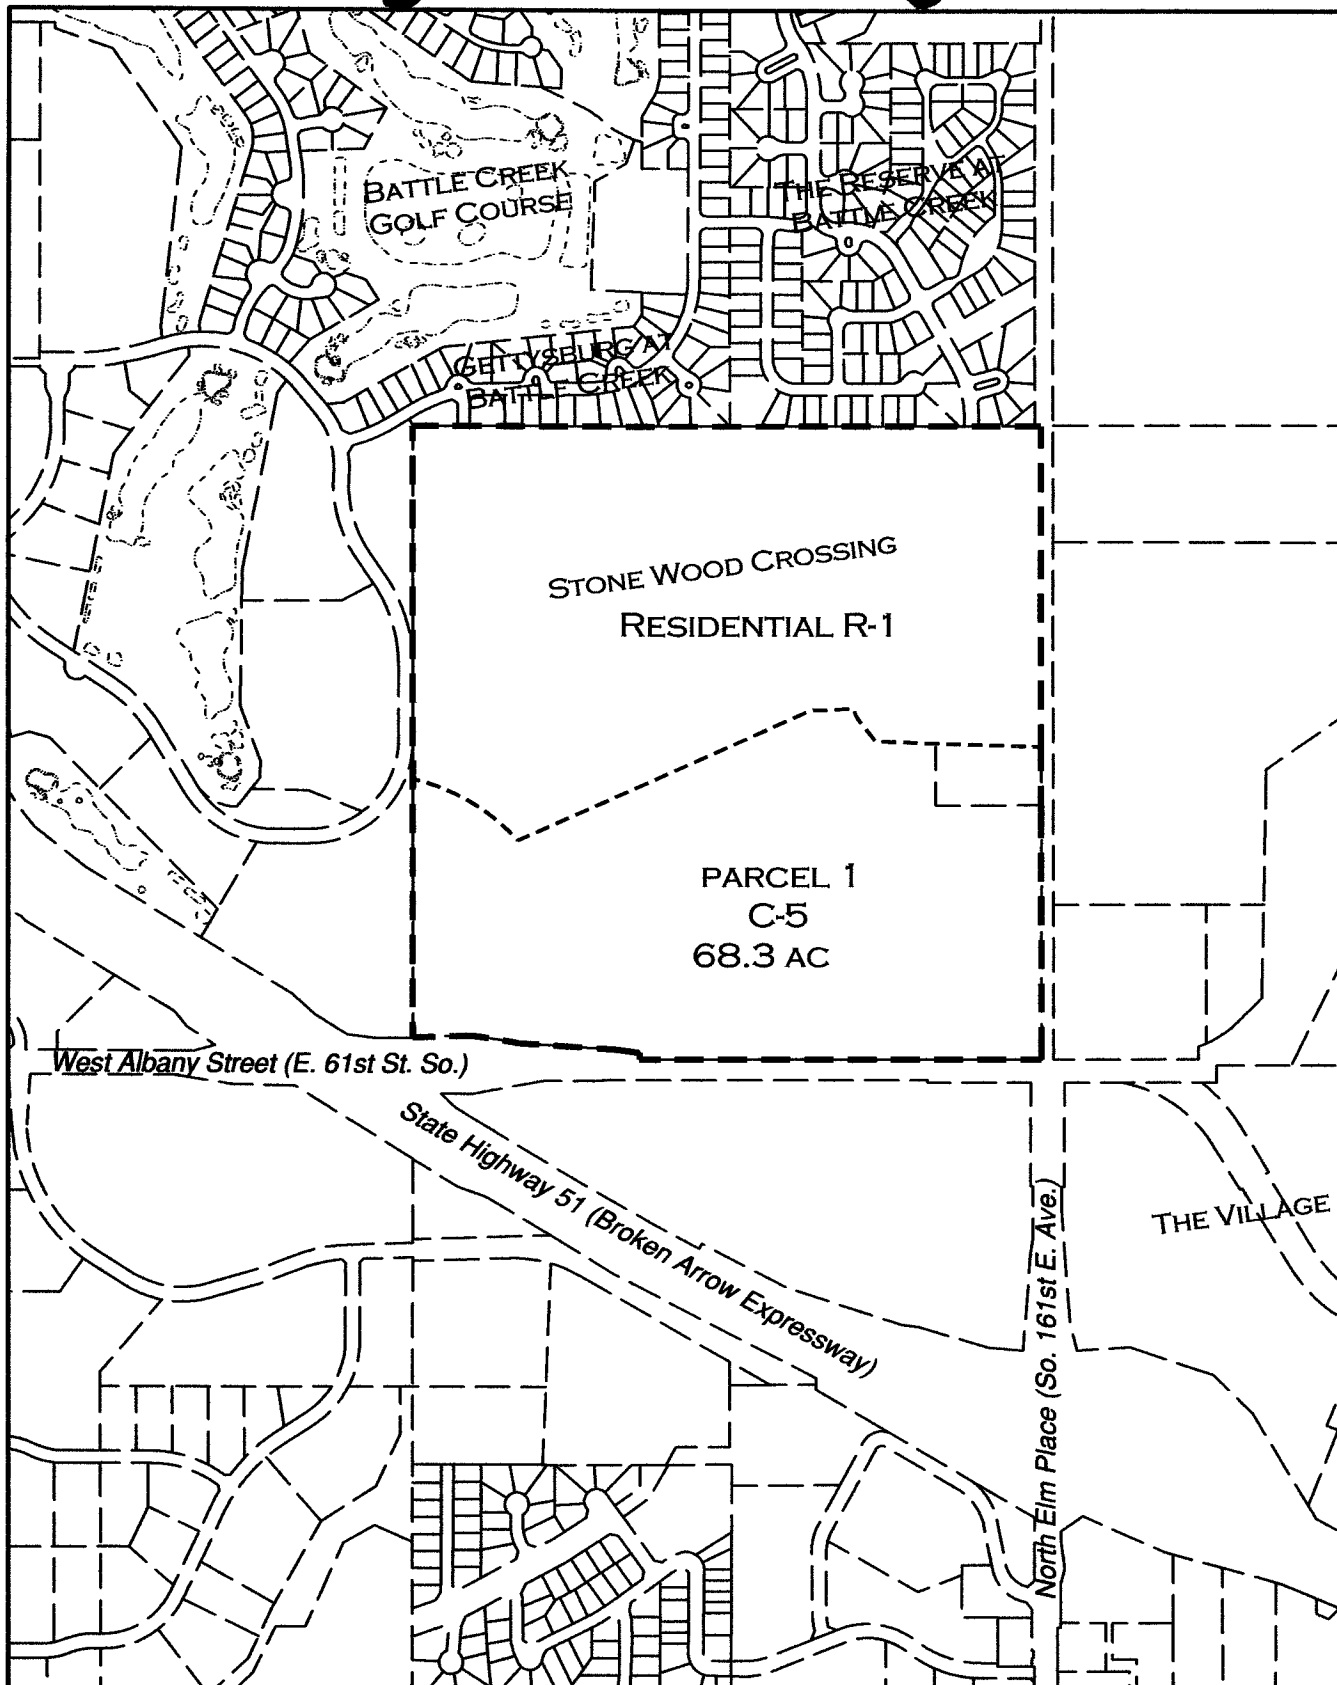 BATTLE CREEK
GOLF COURSE
THE RESERVE AT
BATTLE CREEK
GETTYSBURG AT
BATTLE CREEK
STONE WOOD CROSSING
RESIDENTIAL R-1
PARCEL 1
C-5
68.3 AC
West Albany Street (E. 61st St. So.)
State Highway 51 (Broken Arrow Expressway)
North Elm Place (So. 161st E. Ave.)
THE VILLAGE